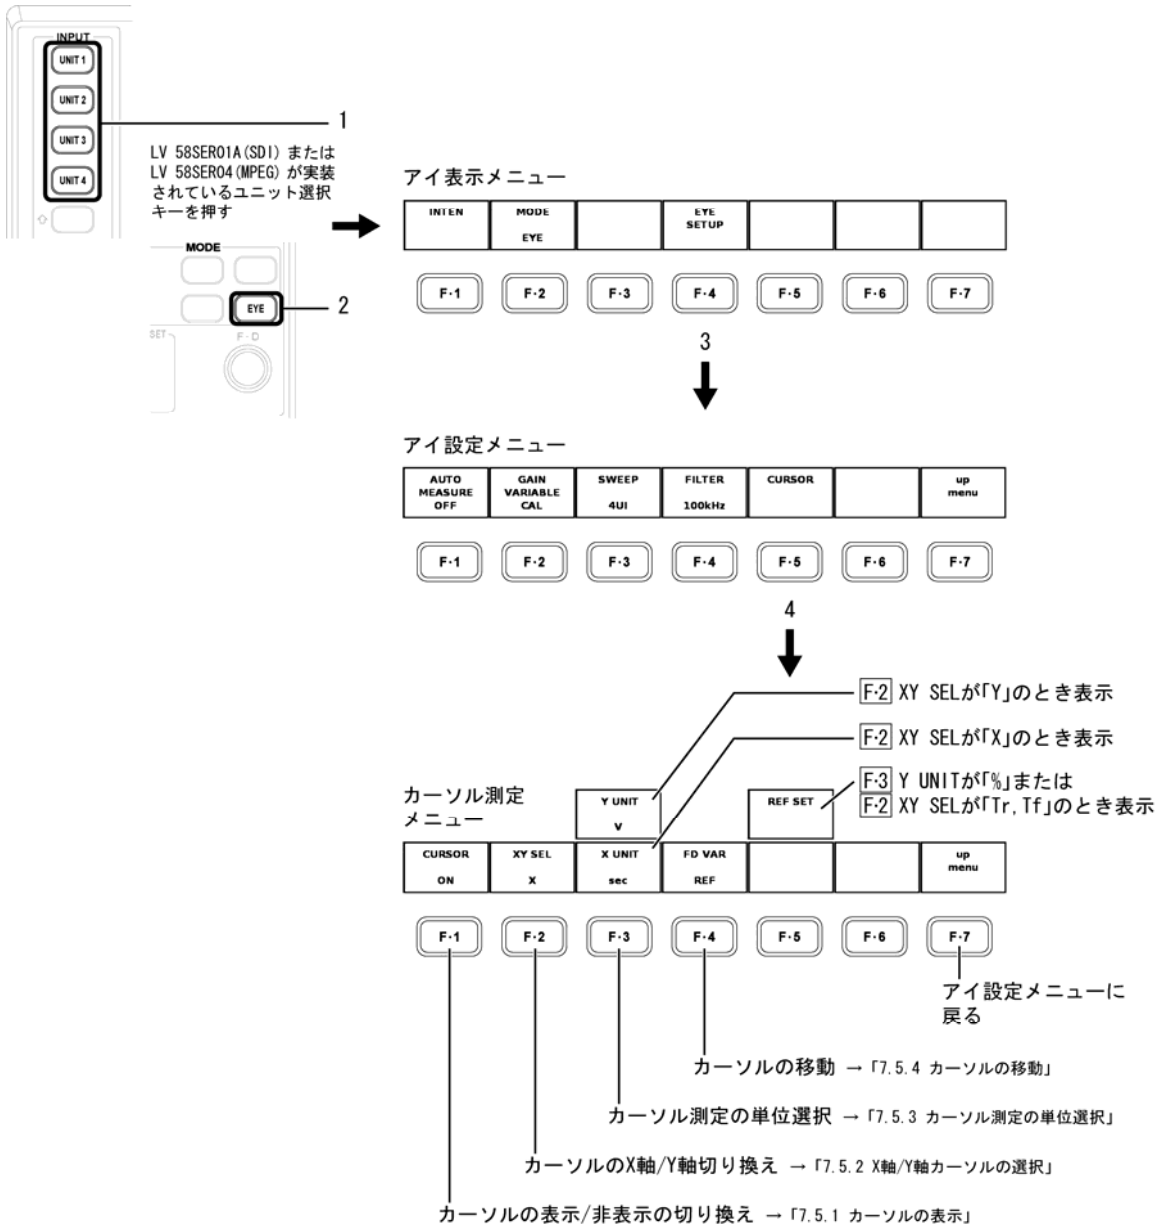 INPUT
UNIT 1
UNIT 2
UNIT 3
UNIT 4
1
LV 58SER01A(SDI) または
LV 58SER04(MPEG) が実装
されているユニット選択
キーを押す
MODE
EYE
2
SET
F・D
アイ表示メニュー
INTEN
MODE
EYE
EYE
SETUP
F・1
F・2
F・3
F・4
F・5
F・6
F・7
3
アイ設定メニュー
AUTO
MEASURE
OFF
GAIN
VARIABLE
CAL
SWEEP
4UI
FILTER
100kHz
CURSOR
up
menu
F・1
F・2
F・3
F・4
F・5
F・6
F・7
4
F・2 XY SELが「Y」のとき表示
F・2 XY SELが「X」のとき表示
F・3 Y UNITが「%」または
F・2 XY SELが「Tr,Tf」のとき表示
カーソル測定
メニュー
Y UNIT
V
REF SET
CURSOR
ON
XY SEL
X
X UNIT
sec
FD VAR
REF
up
menu
F・1
F・2
F・3
F・4
F・5
F・6
F・7
アイ設定メニューに
戻る
カーソルの移動 →「7.5.4 カーソルの移動」
カーソル測定の単位選択 →「7.5.3 カーソル測定の単位選択」
カーソルのX軸/Y軸切り換え →「7.5.2 X軸/Y軸カーソルの選択」
カーソルの表示/非表示の切り換え →「7.5.1 カーソルの表示」